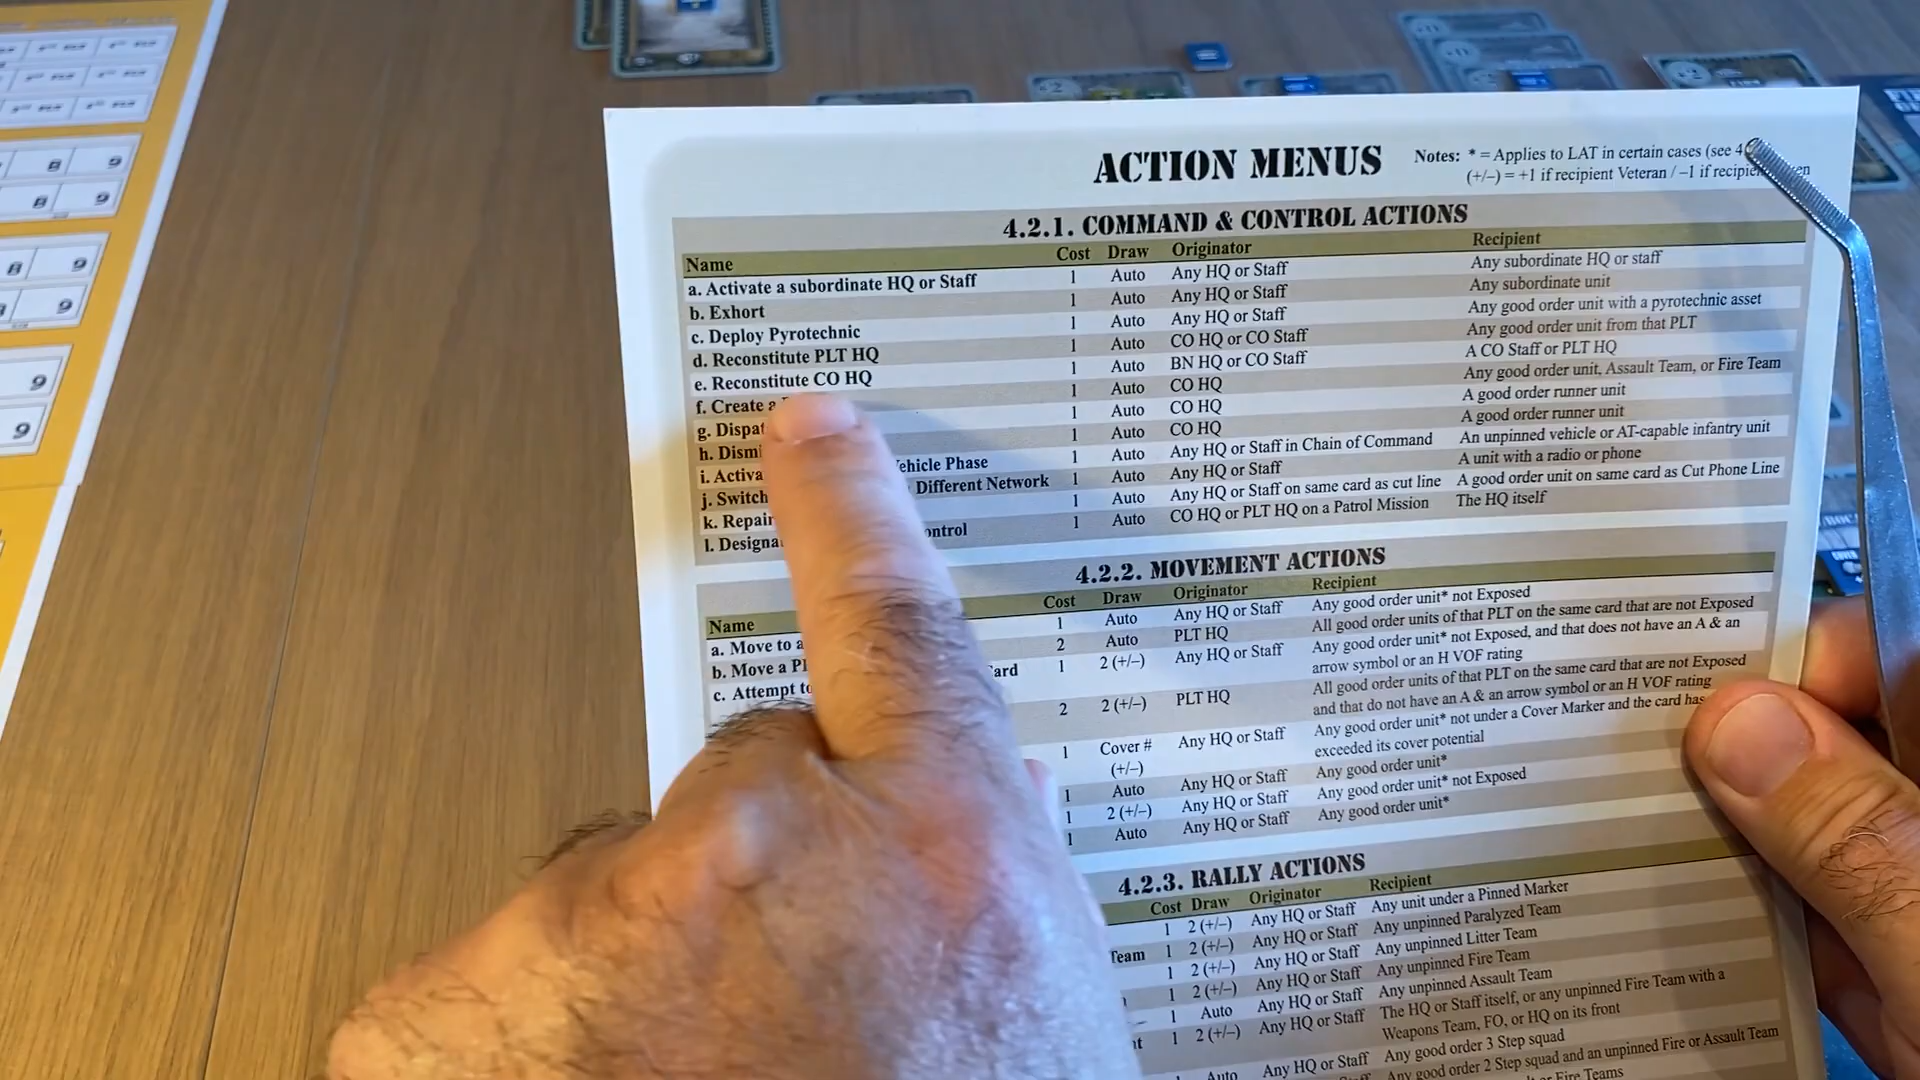 ACTION MENUS
Notes: * = Applies to LAT in certain cases (see 4
(+/–) = +1 if recipient Veteran / –1 if
4.2.1. COMMAND & CONTROL ACTIONS
Name Cost Draw Originator Recipient
a. Activate a subordinate HQ or Staff 1 Auto Any HQ or Staff Any subordinate HQ or staff
b. Exhort 1 Auto Any HQ or Staff Any subordinate unit
c. Deploy Pyrotechnic 1 Auto Any HQ or Staff Any good order unit with a pyrotechnic asset
d. Reconstitute PLT HQ 1 Auto CO HQ or CO Staff Any good order unit from that PLT
e. Reconstitute CO HQ 1 Auto BN HQ or CO Staff A CO Staff or PLT HQ
f. Create a 1 Auto CO HQ Any good order unit, Assault Team, or Fire Team
g. 1 Auto CO HQ A good order runner unit
h. 1 Auto CO HQ A good order runner unit
i. Vehicle Phase 1 Auto Any HQ or Staff in Chain of Command An unpinned vehicle or AT-capable infantry unit
j. Switch Different Network 1 Auto Any HQ or Staff A unit with a radio or phone
k. Repair 1 Auto Any HQ or Staff on same card as cut line A good order unit on same card as Cut Phone Line
l. 1 Auto CO HQ or PLT HQ on a Patrol Mission The HQ itself
4.2.2. MOVEMENT ACTIONS
Name Cost Draw Originator Recipient
a. Move to a 1 Auto Any HQ or Staff Any good order unit* not Exposed
b. Move a 2 Auto PLT HQ All good order units of that PLT on the same card that are not Exposed
c. Attempt 1 2 (+/–) Any HQ or Staff Any good order unit* not Exposed, and that does not have an A & an
arrow symbol or an H VOF rating
2 2 (+/–) PLT HQ All good order units of that PLT on the same card that are not Exposed
and that do not have an A & an arrow symbol or an H VOF rating
1 Cover # Any HQ or Staff Any good order unit* not under a Cover Marker and the card has
(+/–) exceeded its cover potential
1 Auto Any HQ or Staff Any good order unit*
1 2 (+/–) Any HQ or Staff Any good order unit* not Exposed
1 Auto Any HQ or Staff Any good order unit*
4.2.3. RALLY ACTIONS
Cost Draw Originator Recipient
1 2 (+/–) Any HQ or Staff Any unit under a Pinned Marker
Team 1 2 (+/–) Any HQ or Staff Any unpinned Paralyzed Team
1 2 (+/–) Any HQ or Staff Any unpinned Litter Team
1 2 (+/–) Any HQ or Staff Any unpinned Fire Team
1 Auto Any HQ or Staff Any unpinned Assault Team
1 2 (+/–) Any HQ or Staff The HQ or Staff itself, or any unpinned Fire Team with a
Weapons Team, FO, or HQ on its front
Auto Any HQ or Staff Any good order 3 Step squad
Any good order 2 Step squad and an unpinned Fire or Assault Team
Fire Teams